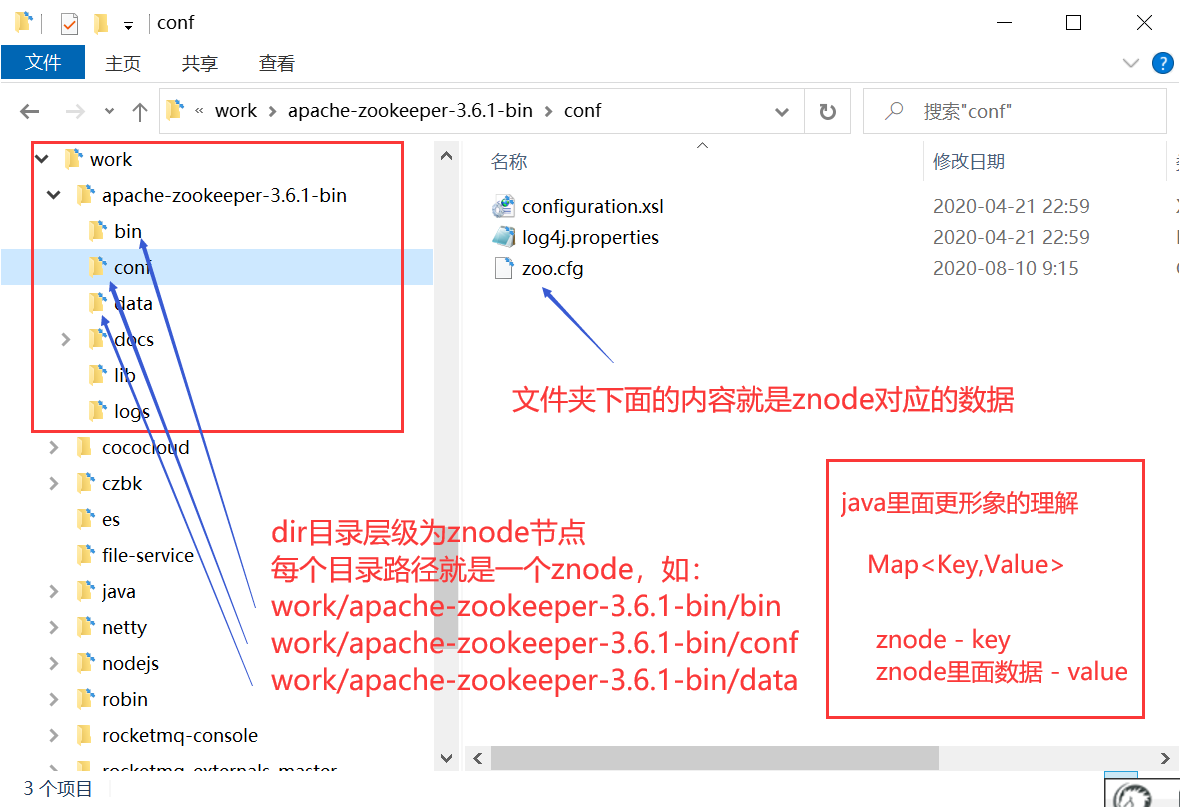 conf
文件
主页
共享
查看
?
« work > apache-zookeeper-3.6.1-bin > conf
搜索"conf"
work
apache-zookeeper-3.6.1-bin
bin
conf
data
docs
lib
logs
cococloud
czbk
es
file-service
java
netty
nodejs
robin
rocketmq-console
rocketmq-externals-master
名称
修改日期
configuration.xsl
2020-04-21 22:59
log4j.properties
2020-04-21 22:59
zoo.cfg
2020-08-10 9:15
文件夹下面的内容就是znode对应的数据
dir目录层级为znode节点
每个目录路径就是一个znode，如：
work/apache-zookeeper-3.6.1-bin/bin
work/apache-zookeeper-3.6.1-bin/conf
work/apache-zookeeper-3.6.1-bin/data
java里面更形象的理解
Map<Key,Value>
znode - key
znode里面数据 - value
3 个项目